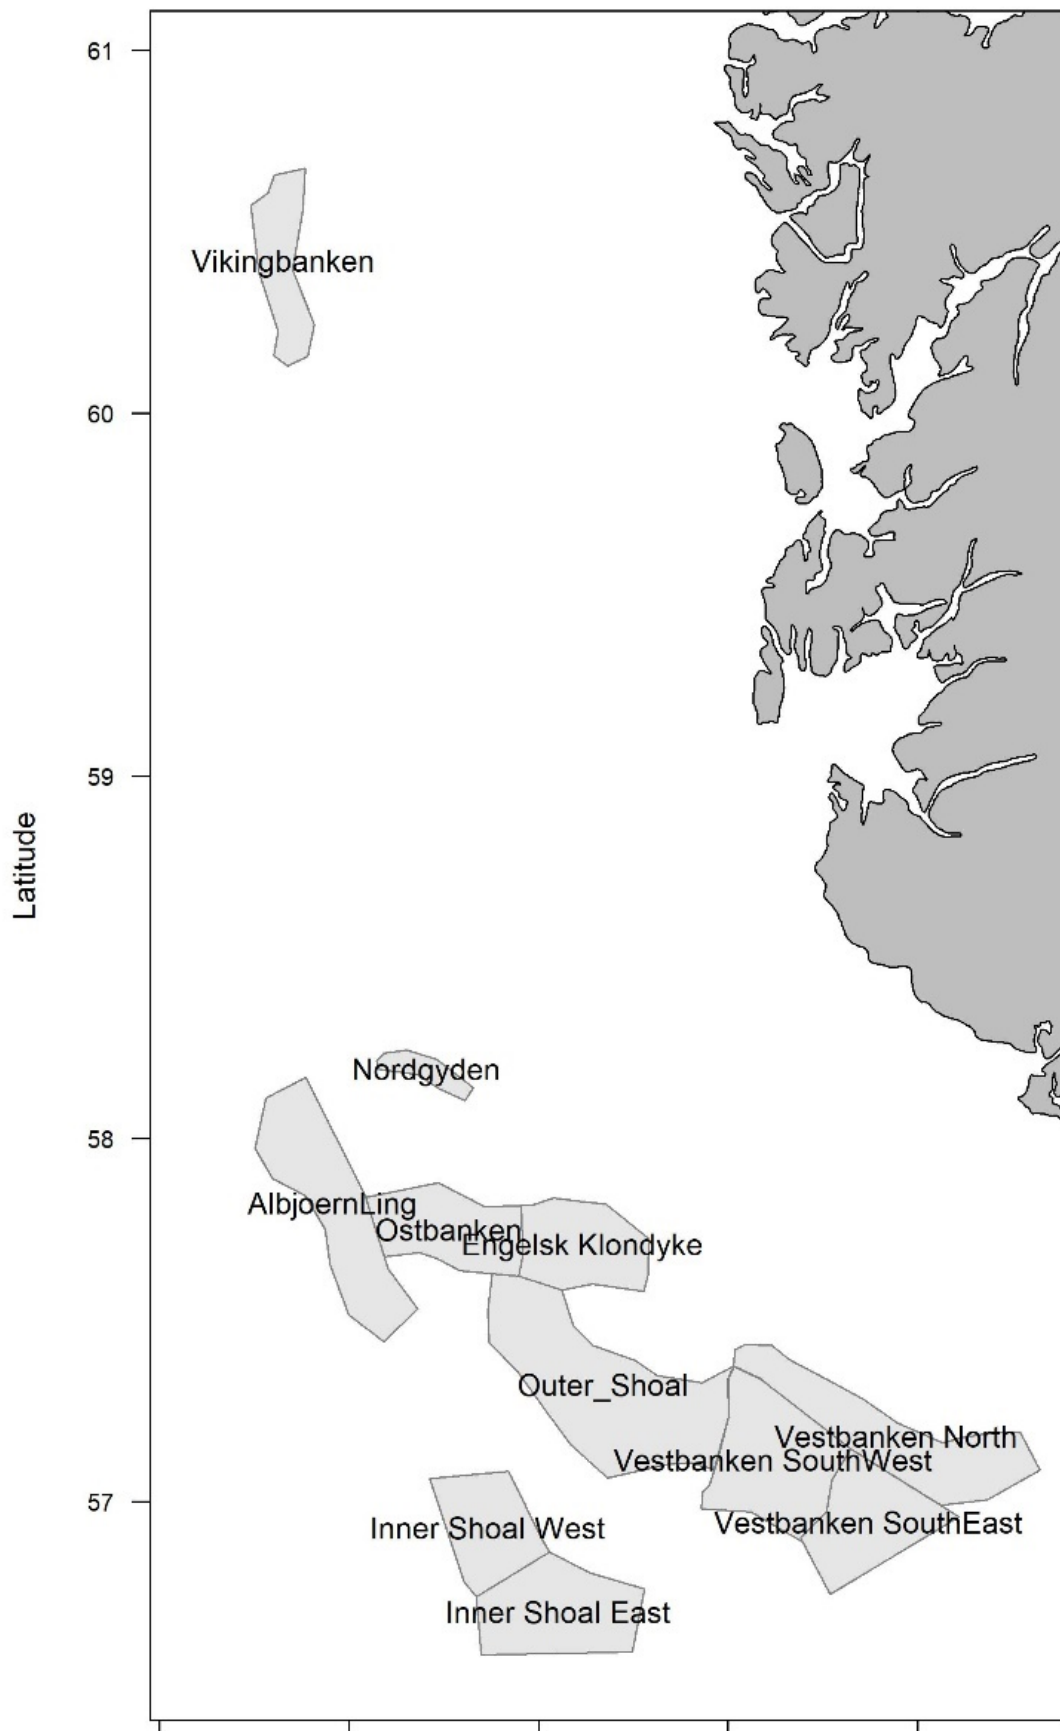 61
Vikingbanken
60
59
Latitude
Nordgyden
58
AlbjoernLing
Ostbanken
Engelsk Klondyke
Outer_Shoal
Vestbanken North
Vestbanken SouthWest
57
Vestbanken SouthEast
Inner Shoal West
Inner Shoal East